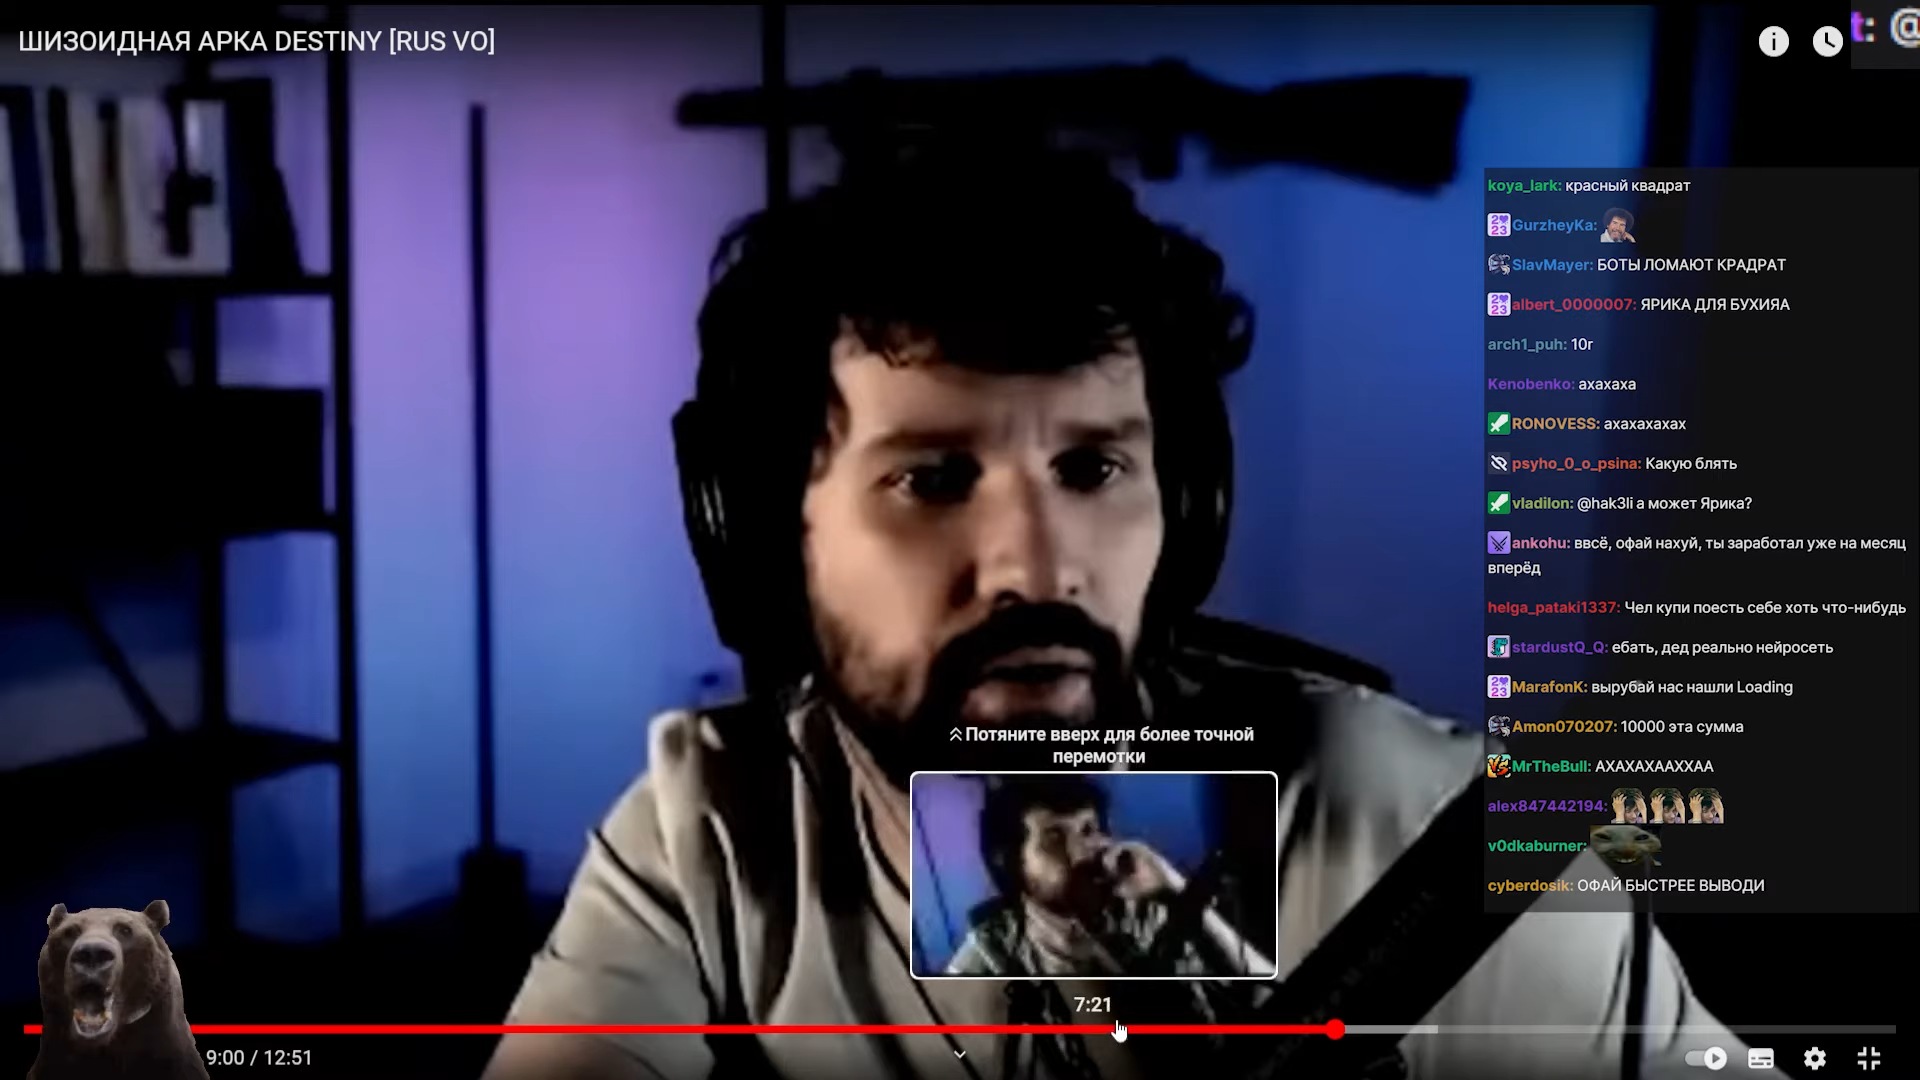 ШИЗОИДНАЯ АРКА DESTINY [RUS VO]
t: @
koya_lark: красный квадрат
GurzheyKa:
SlavMayer: БОТЫ ЛОМАЮТ КРАДРАТ
albert_0000007: ЯРИКА ДЛЯ БУХИЯА
arch1_puh: 10г
Kenobenko: ахахаха
RONOVESS: ахахахахах
psyho_0_o_psina: Какую блять
vladilon: @hak3li а может Ярика?
ankohu: ввсё, офай нахуй, ты заработал уже на месяц
вперёд
helga_pataki1337: Чел купи поесть себе хоть что-нибудь
stardustQ_Q: ебать, дед реально нейросеть
MarafonK: вырубай нас нашли Loading
Amon070207: 10000 эта сумма
MrTheBull: АХАХАХААХХАА
alex847442194:
v0dkaburner:
cyberdosik: ОФАЙ БЫСТРЕЕ ВЫВОДИ
Потяните вверх для более точной
перемотки
7:21
9:00 / 12:51